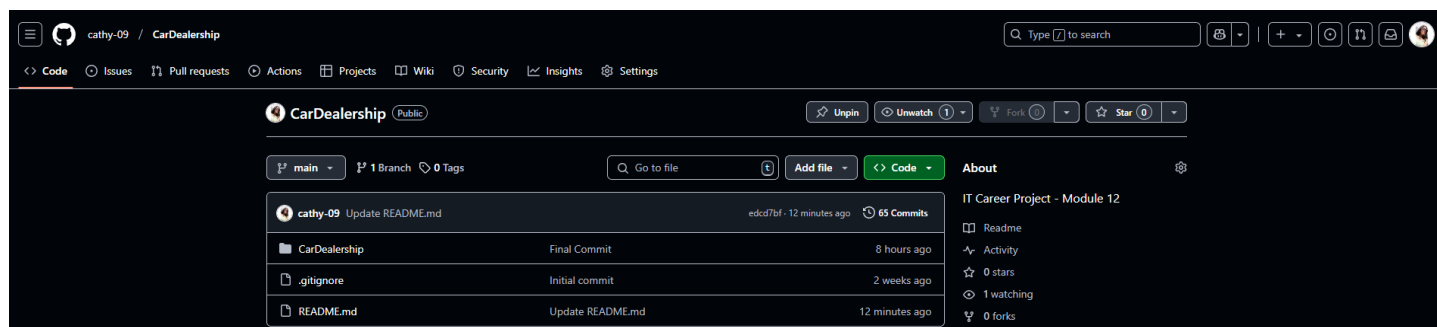 cathy-09 / CarDealership
Type / to search
<> Code Issues Pull requests Actions Projects Wiki Security Insights Settings
CarDealership Public
Unpin Unwatch 1 Fork 0 Star 0
main 1 Branch 0 Tags Go to file t Add file <> Code
About
IT Career Project - Module 12
cathy-09 Update README.md edcd7bf · 12 minutes ago 65 Commits
CarDealership Final Commit 8 hours ago
.gitignore Initial commit 2 weeks ago
README.md Update README.md 12 minutes ago
Readme
Activity
0 stars
1 watching
0 forks